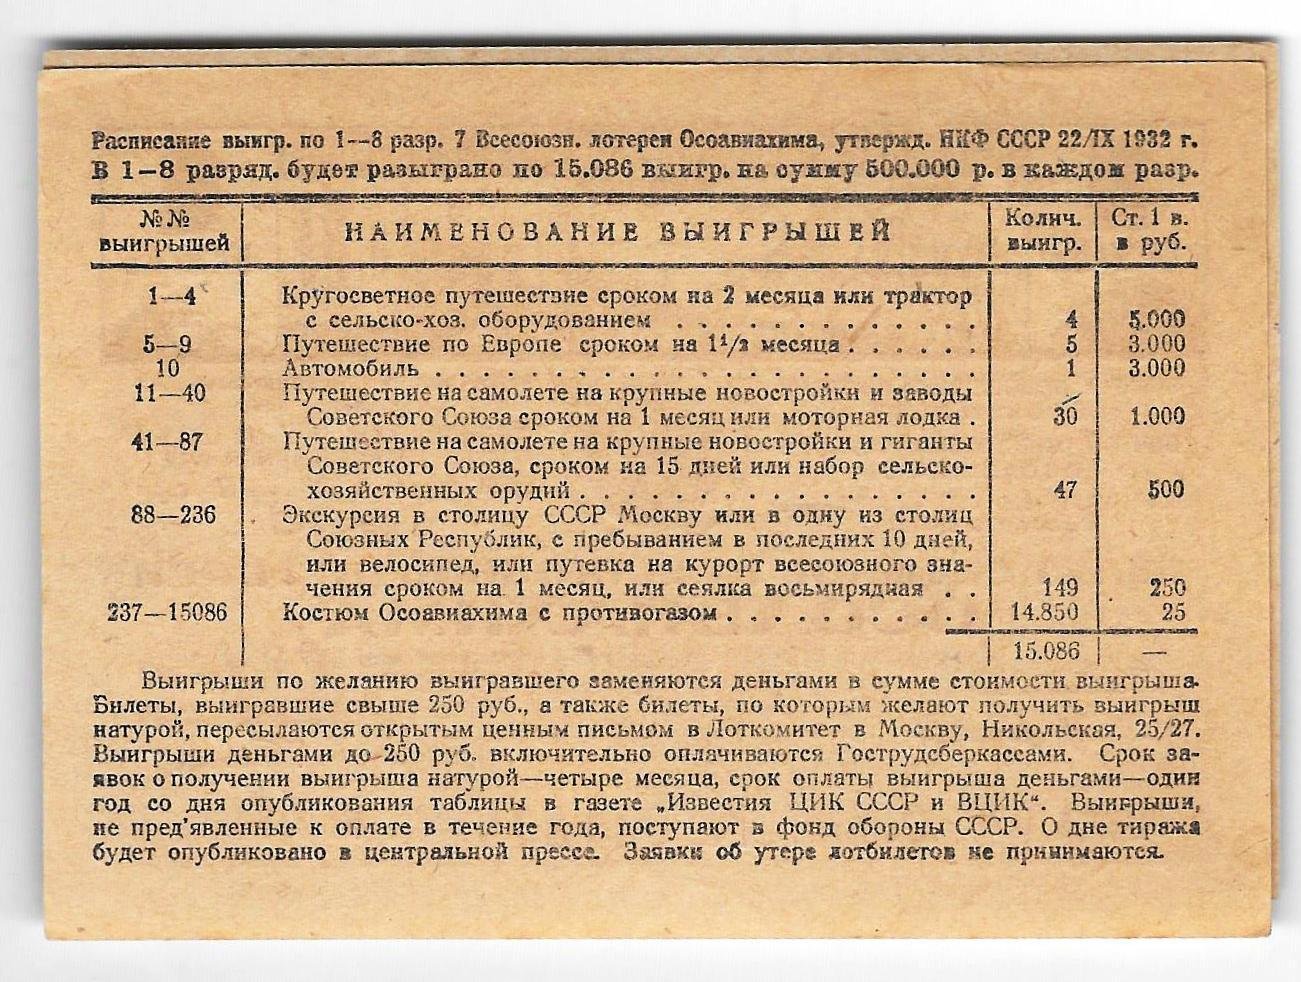 Расписание выигр. по 1—8 разр. 7 Всесоюзн. лотереи Осоавиахима, утвержд. НКФ СССР 22/IX 1932 г.
В 1—8 разряд. будет разыграно по 15.086 выигр. на сумму 500.000 р. в каждом разр.
№№ выигрышей | НАИМЕНОВАНИЕ ВЫИГРЫШЕЙ | Колич. выигр. | Ст. 1 в. в руб.
1—4 Кругосветное путешествие сроком на 2 месяца или трактор
с сельско-хоз. оборудованием . . . . . . . . . . . . . 4 5.000
5—9 Путешествие по Европе сроком на 1½ месяца . . . . . . 5 3.000
10 Автомобиль . . . . . . . . . . . . . . . . . . . . . . 1 3.000
11—40 Путешествие на самолете на крупные новостройки и заводы
Советского Союза сроком на 1 месяц или моторная лодка . 30 1.000
41—87 Путешествие на самолете на крупные новостройки и гиганты
Советского Союза, сроком на 15 дней или набор сельско-
хозяйственных орудий . . . . . . . . . . . . . . . . . 47 500
88—236 Экскурсия в столицу СССР Москву или в одну из столиц
Союзных Республик, с пребыванием в последних 10 дней,
или велосипед, или путевка на курорт всесоюзного зна-
чения сроком на 1 месяц, или сеялка восьмирядная . . 149 250
237—15086 Костюм Осоавиахима с противогазом . . . . . . . . . . . 14.850 25
15.086 —
Выигрыши по желанию выигравшего заменяются деньгами в сумме стоимости выигрыша.
Билеты, выигравшие свыше 250 руб., а также билеты, по которым желают получить выигрыш
натурой, пересылаются открытым ценным письмом в Лоткомитет в Москву, Никольская, 25/27.
Выигрыши деньгами до 250 руб. включительно оплачиваются Гострудсберкассами. Срок за-
явок о получении выигрыша натурой—четыре месяца, срок оплаты выигрыша деньгами—один
год со дня опубликования таблицы в газете „Известия ЦИК СССР и ВЦИК“. Выигрыши,
не пред'явленные к оплате в течение года, поступают в фонд обороны СССР. О дне тиража
будет опубликовано в центральной прессе. Заявки об утере лотбилетов не принимаются.